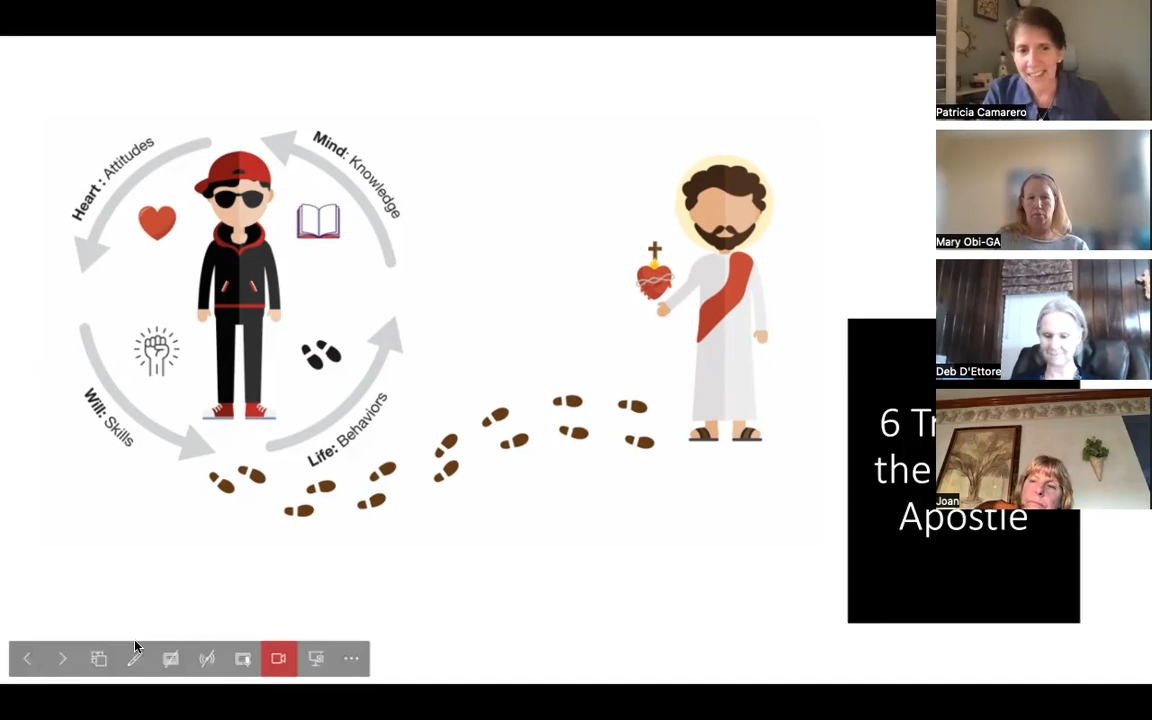 Heart : Attitudes
Mind: Knowledge
Will: Skills
Life: Behaviors
6
the
Apostle
Patricia Camarero
Mary Obi-GA
Deb D'Ettore
Joan